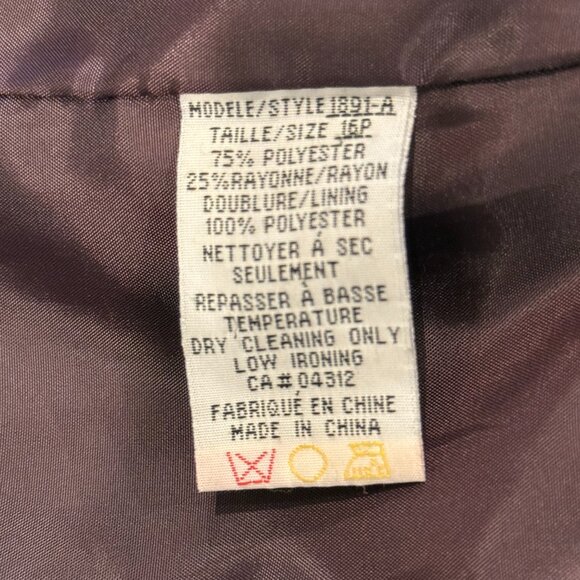 MODELE/STYLE 1891-A
TAILLE/SIZE 16P
75% POLYESTER
25%RAYONNE/RAYON
DOUBLURE/LINING
100% POLYESTER
NETTOYER À SEC
SEULEMENT
REPASSER À BASSE
TEMPERATURE
DRY CLEANING ONLY
LOW IRONING
CA# 04312
FABRIQUÉ EN CHINE
MADE IN CHINA